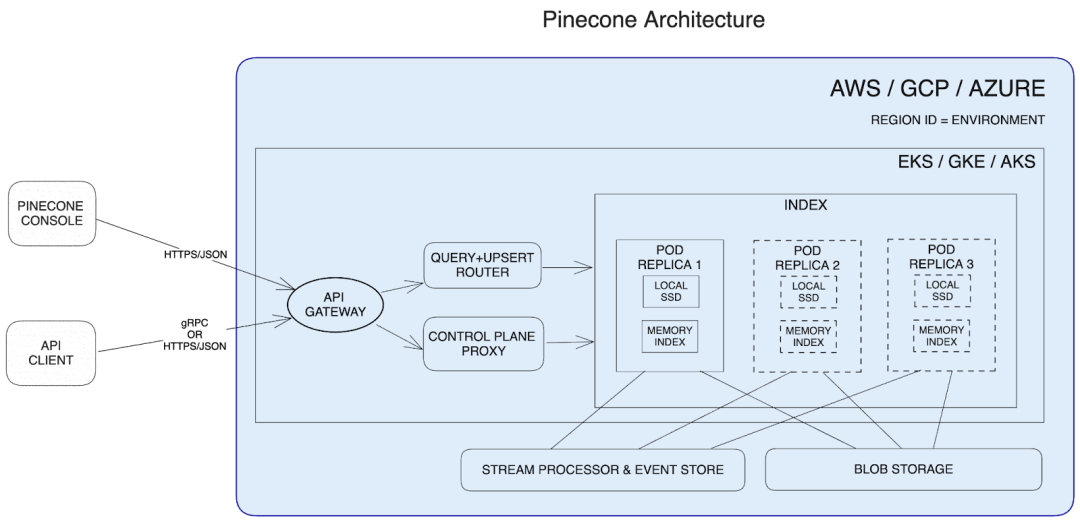 Pinecone Architecture
AWS / GCP / AZURE
REGION ID = ENVIRONMENT
EKS / GKE / AKS
PINECONE
CONSOLE
HTTPS/JSON
API
CLIENT
gRPC
OR
HTTPS/JSON
API
GATEWAY
QUERY+UPSERT
ROUTER
CONTROL PLANE
PROXY
INDEX
POD
REPLICA 1
LOCAL
SSD
MEMORY
INDEX
POD
REPLICA 2
LOCAL
SSD
MEMORY
INDEX
POD
REPLICA 3
LOCAL
SSD
MEMORY
INDEX
STREAM PROCESSOR & EVENT STORE
BLOB STORAGE